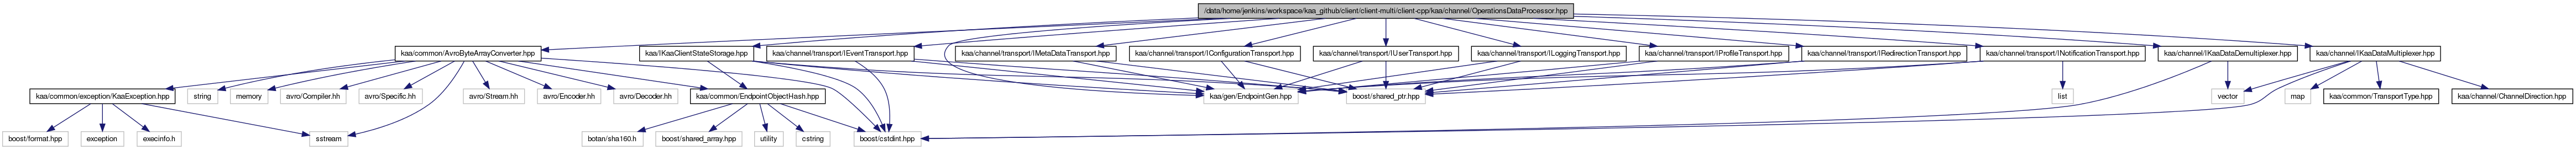 /data/home/jenkins/workspace/kaa_github/client/client-multi/client-cpp/kaa/channel/OperationsDataProcessor.hpp
kaa/common/AvroByteArrayConverter.hpp
kaa/IKaaClientStateStorage.hpp
kaa/channel/transport/IEventTransport.hpp
kaa/channel/transport/IMetaDataTransport.hpp
kaa/channel/transport/IConfigurationTransport.hpp
kaa/channel/transport/IUserTransport.hpp
kaa/channel/transport/ILoggingTransport.hpp
kaa/channel/transport/IProfileTransport.hpp
kaa/channel/transport/IRedirectionTransport.hpp
kaa/channel/transport/INotificationTransport.hpp
kaa/channel/IKaaDataDemultiplexer.hpp
kaa/channel/IKaaDataMultiplexer.hpp
kaa/common/exception/KaaException.hpp
string
memory
avro/Compiler.hh
avro/Specific.hh
avro/Stream.hh
avro/Encoder.hh
avro/Decoder.hh
kaa/common/EndpointObjectHash.hpp
kaa/gen/EndpointGen.hpp
boost/shared_ptr.hpp
list
vector
map
kaa/common/TransportType.hpp
kaa/channel/ChannelDirection.hpp
boost/format.hpp
exception
execinfo.h
sstream
botan/sha160.h
boost/shared_array.hpp
utility
cstring
boost/cstdint.hpp